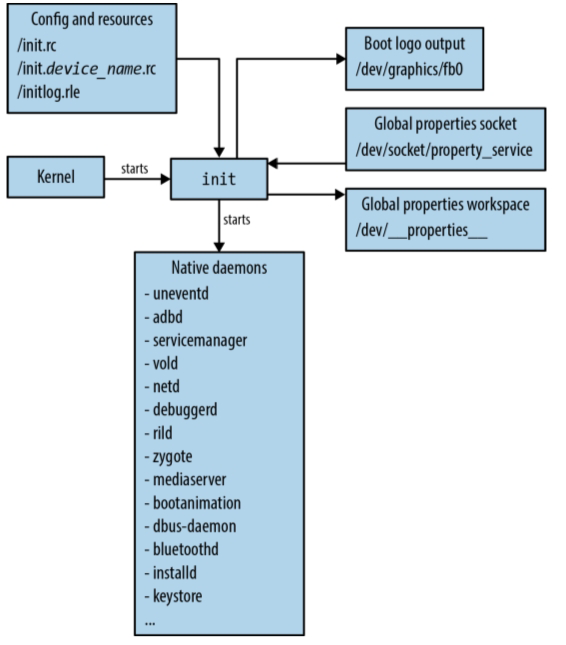 Config and resources
/init.rc
/init.device_name.rc
/initlog.rle
Boot logo output
/dev/graphics/fb0
Global properties socket
/dev/socket/property_service
Kernel
starts
init
Global properties workspace
/dev/__properties__
starts
Native daemons
- uneventd
- adbd
- servicemanager
- vold
- netd
- debuggerd
- rild
- zygote
- mediaserver
- bootanimation
- dbus-daemon
- bluetoothd
- installd
- keystore
...